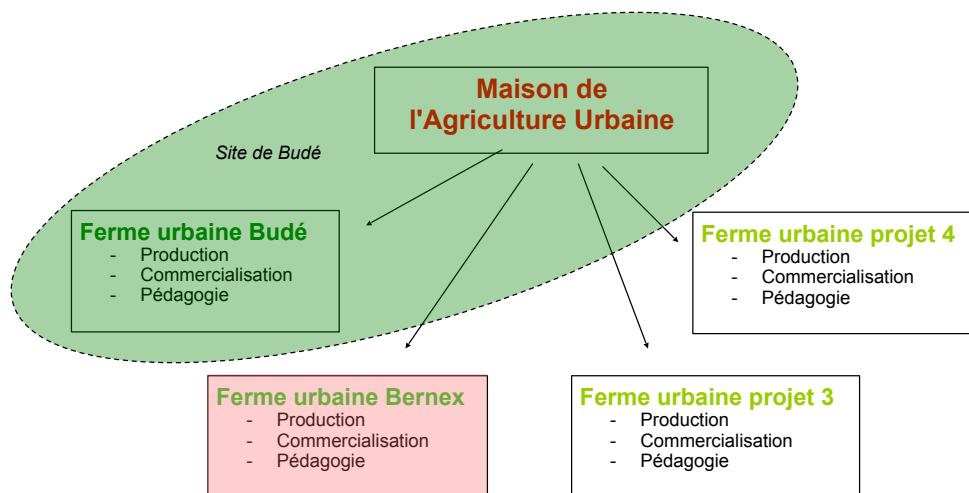 Maison de
l'Agriculture Urbaine
Site de Budé
Ferme urbaine Budé
- Production
- Commercialisation
- Pédagogie
Ferme urbaine projet 4
- Production
- Commercialisation
- Pédagogie
Ferme urbaine Bernex
- Production
- Commercialisation
- Pédagogie
Ferme urbaine projet 3
- Production
- Commercialisation
- Pédagogie